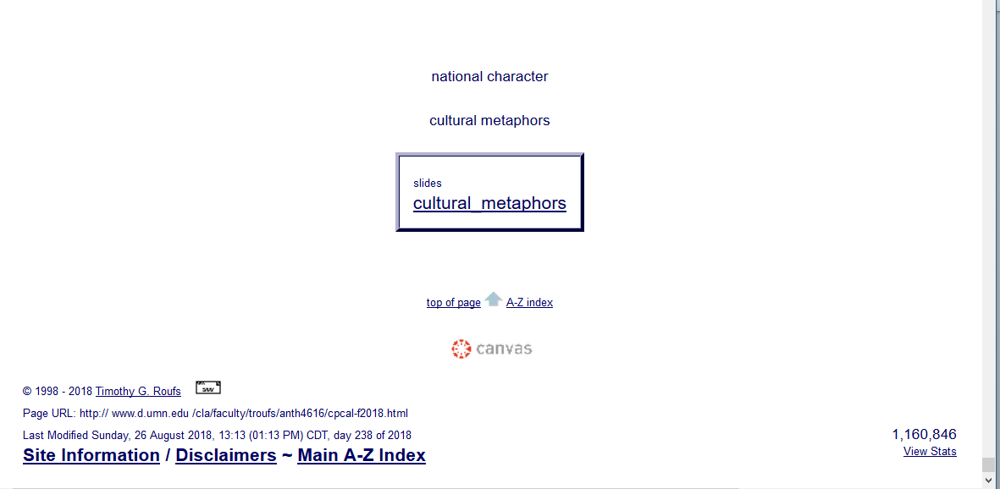 national character
cultural metaphors
slides
cultural_metaphors
top of page A-Z index
canvas
© 1998 - 2018 Timothy G. Roufs
Page URL: http:// www.d.umn.edu /cla/faculty/troufs/anth4616/cpcal-f2018.html
Last Modified Sunday, 26 August 2018, 13:13 (01:13 PM) CDT, day 238 of 2018
Site Information / Disclaimers ~ Main A-Z Index
1,160,846
View Stats